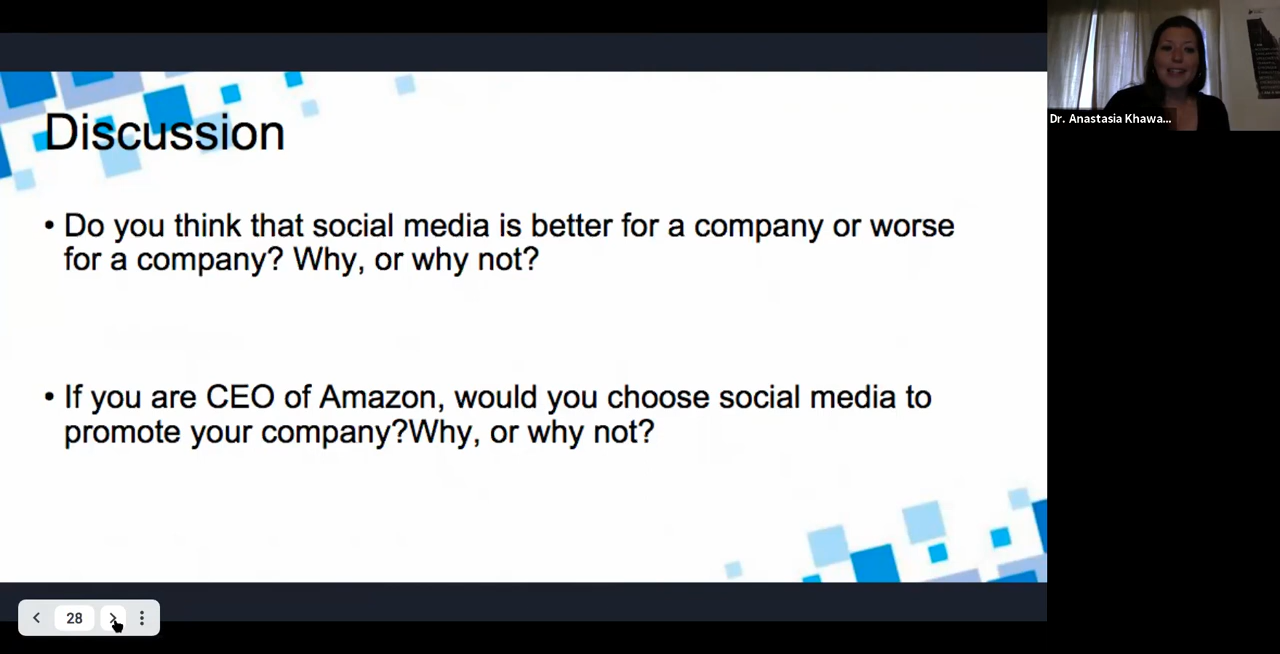 Discussion
• Do you think that social media is better for a company or worse
for a company? Why, or why not?
• If you are CEO of Amazon, would you choose social media to
promote your company?Why, or why not?
28
Dr. Anastasia Khawa...